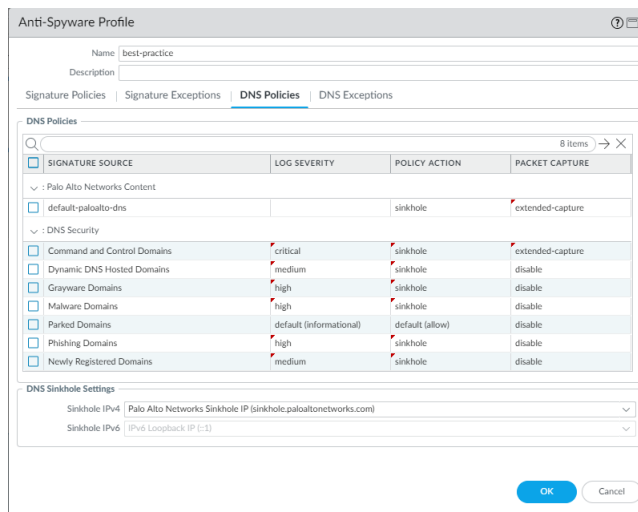 Anti-Spyware Profile
Name best-practice
Description
Signature Policies | Signature Exceptions | DNS Policies | DNS Exceptions
DNS Policies
8 items
SIGNATURE SOURCE LOG SEVERITY POLICY ACTION PACKET CAPTURE
: Palo Alto Networks Content
default-paloalto-dns sinkhole extended-capture
: DNS Security
Command and Control Domains critical sinkhole extended-capture
Dynamic DNS Hosted Domains medium sinkhole disable
Grayware Domains high sinkhole disable
Malware Domains high sinkhole disable
Parked Domains default (informational) default (allow) disable
Phishing Domains high sinkhole disable
Newly Registered Domains medium sinkhole disable
DNS Sinkhole Settings
Sinkhole IPv4 Palo Alto Networks Sinkhole IP (sinkhole.paloaltonetworks.com)
Sinkhole IPv6 IPv6 Loopback IP (::1)
OK Cancel